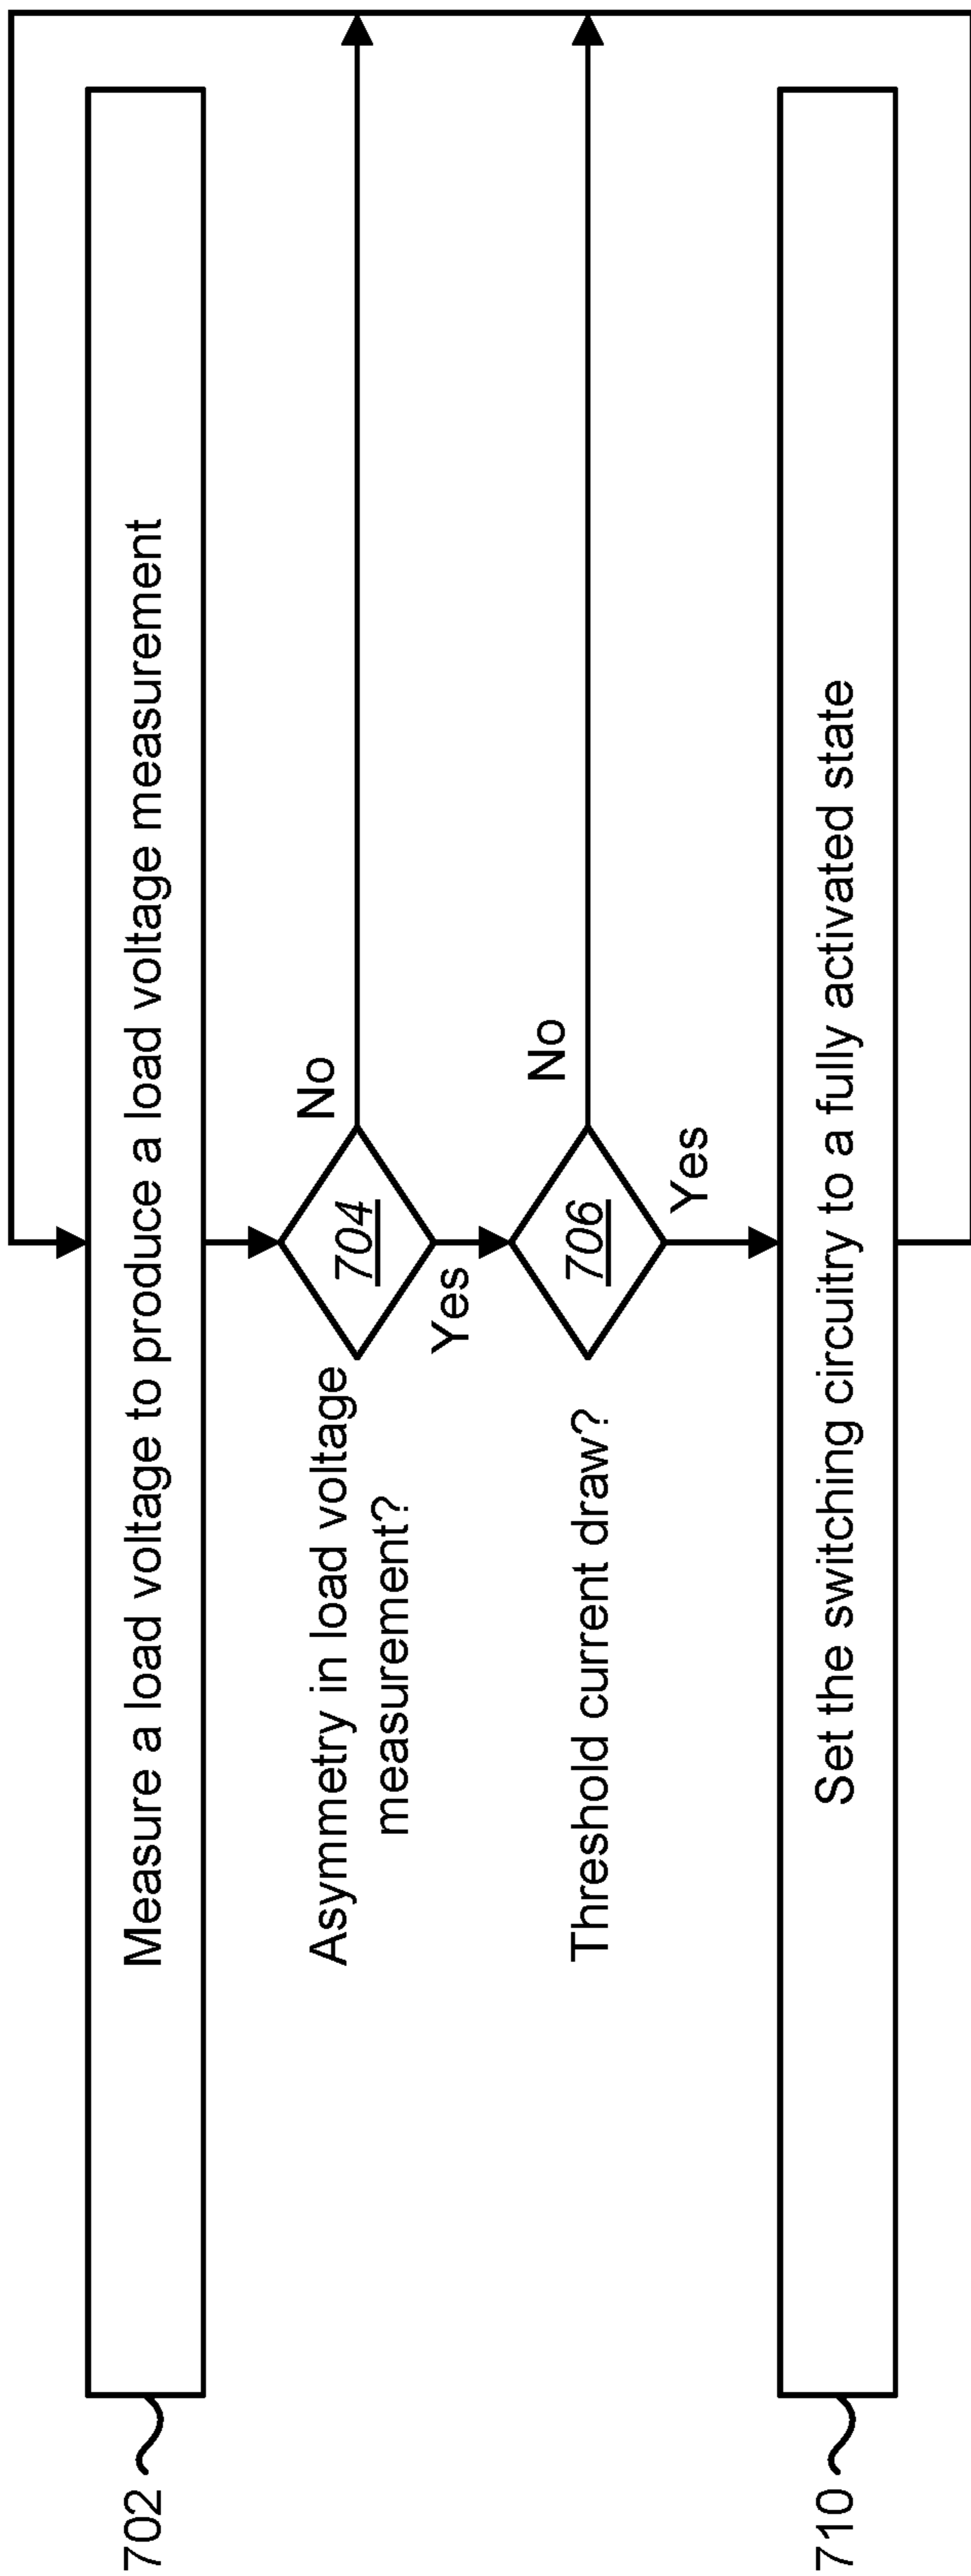 702
Measure a load voltage to produce a load voltage measurement
Asymmetry in load voltage
measurement?
704
No
Yes
Threshold current draw?
706
No
Yes
710
Set the switching circuitry to a fully activated state